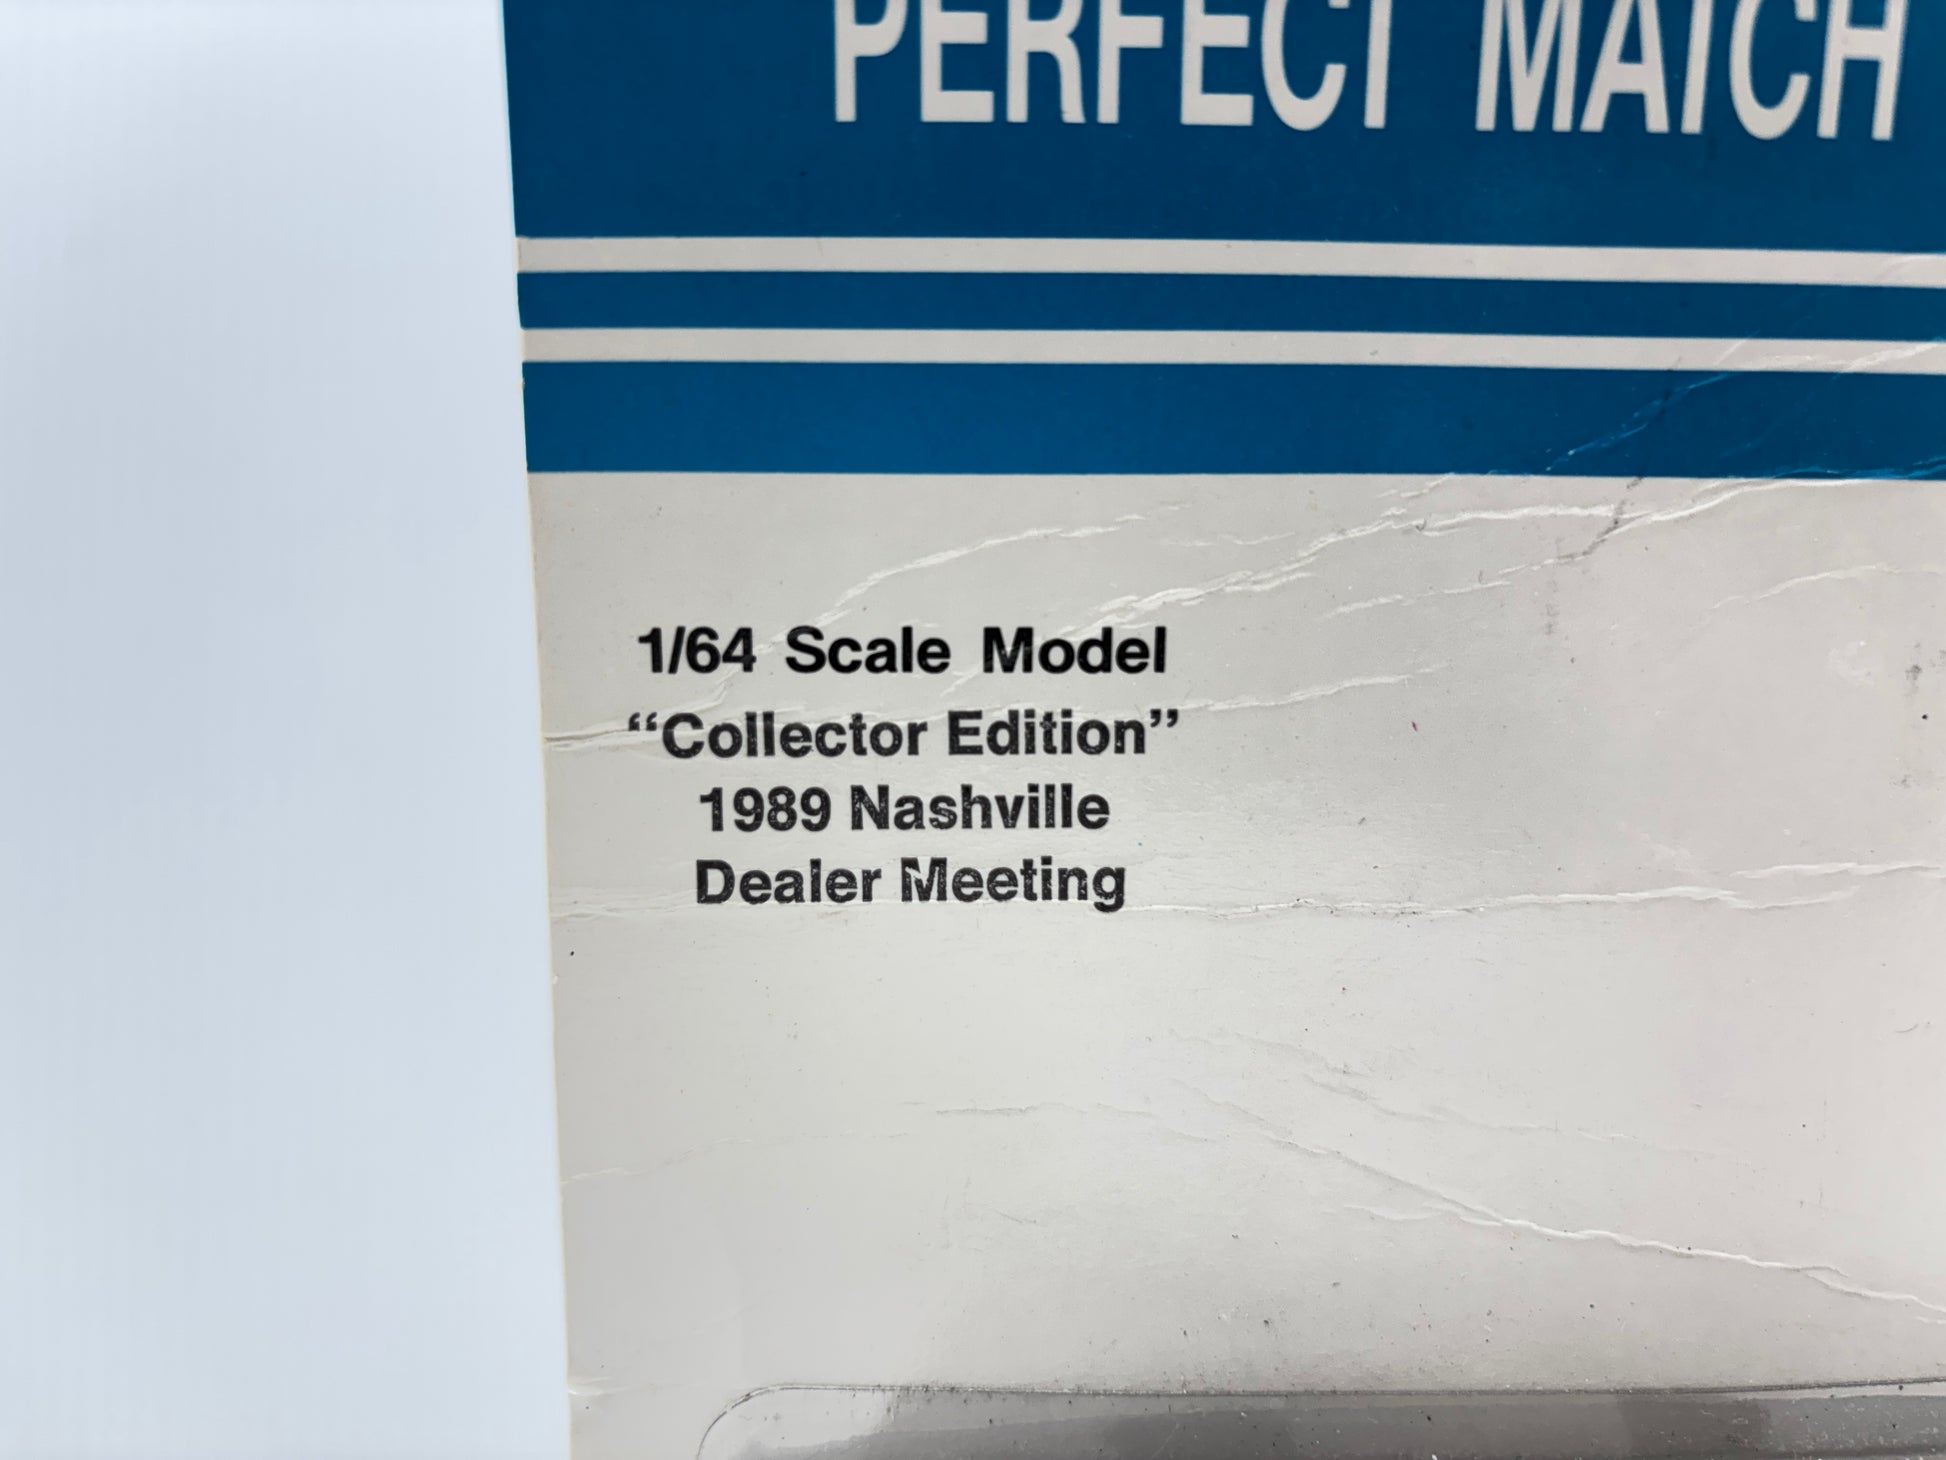 PERFECT MATCH
1/64 Scale Model
“Collector Edition”
1989 Nashville
Dealer Meeting